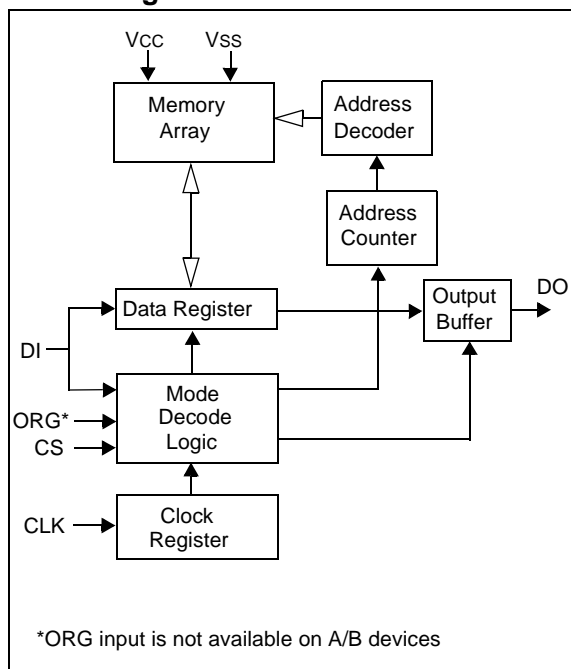 VCC VSS
Memory
Array
Address
Decoder
Address
Counter
Data Register
Output
Buffer
DO
DI
Mode
Decode
Logic
ORG*
CS
CLK
Clock
Register
*ORG input is not available on A/B devices